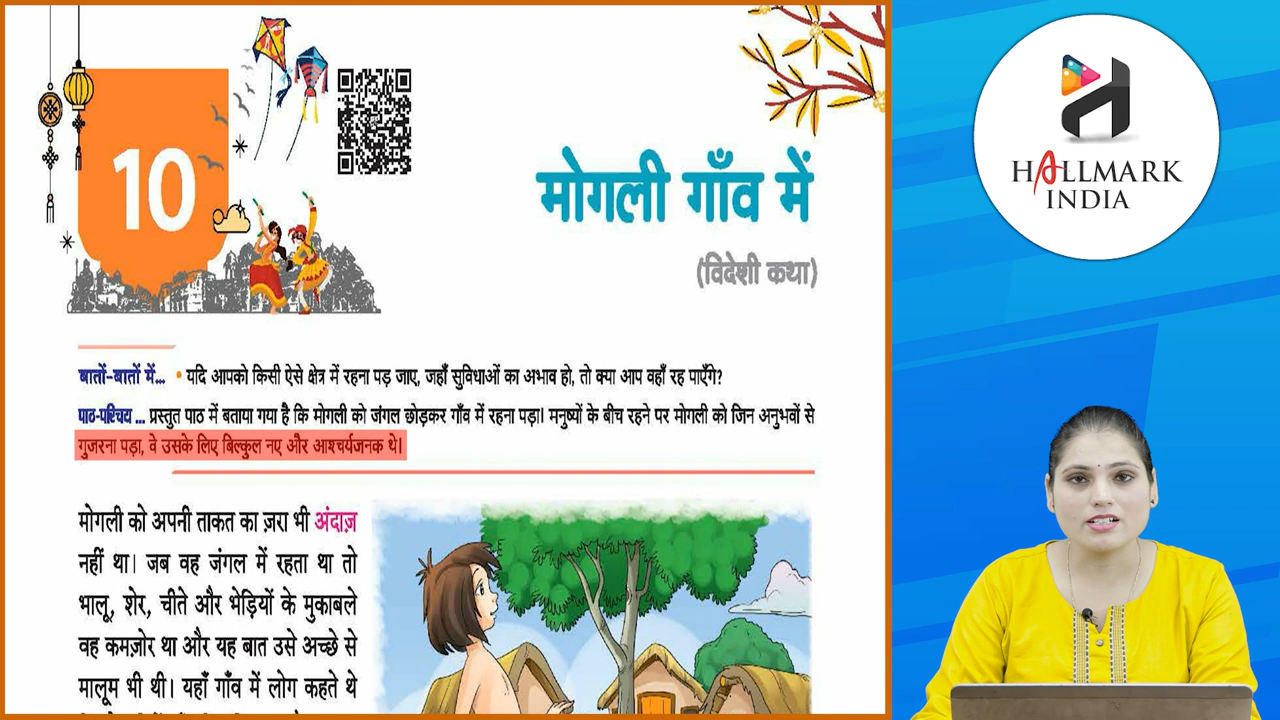 10
मोगली गाँव में
(विदेशी कथा)
बातों-बातों में... • यदि आपको किसी ऐसे क्षेत्र में रहना पड़ जाए, जहाँ सुविधाओं का अभाव हो, तो क्या आप वहाँ रह पाएँगे?
पाठ-परिचय ... प्रस्तुत पाठ में बताया गया है कि मोगली को जंगल छोड़कर गाँव में रहना पड़ा। मनुष्यों के बीच रहने पर मोगली को जिन अनुभवों से
गुजरना पड़ा, वे उसके लिए बिल्कुल नए और आश्चर्यजनक थे।
मोगली को अपनी ताकत का ज़रा भी अंदाज़
नहीं था। जब वह जंगल में रहता था तो
भालू, शेर, चीते और भेड़ियों के मुकाबले
वह कमज़ोर था और यह बात उसे अच्छे से
मालूम भी थी। यहाँ गाँव में लोग कहते थे
HALLMARK
INDIA